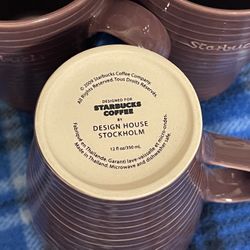 © 2006 Starbucks Coffee Company.
All Rights Reserved. Tous Droits Réservés.
DESIGNED FOR
STARBUCKS
COFFEE
BY
DESIGN HOUSE
STOCKHOLM
12 fl oz/350 mL
Fabriqué en Thaïlande. Garanti lave-vaisselle et micro-ondes.
Made in Thailand. Microwave and dishwasher safe.
Starbucks